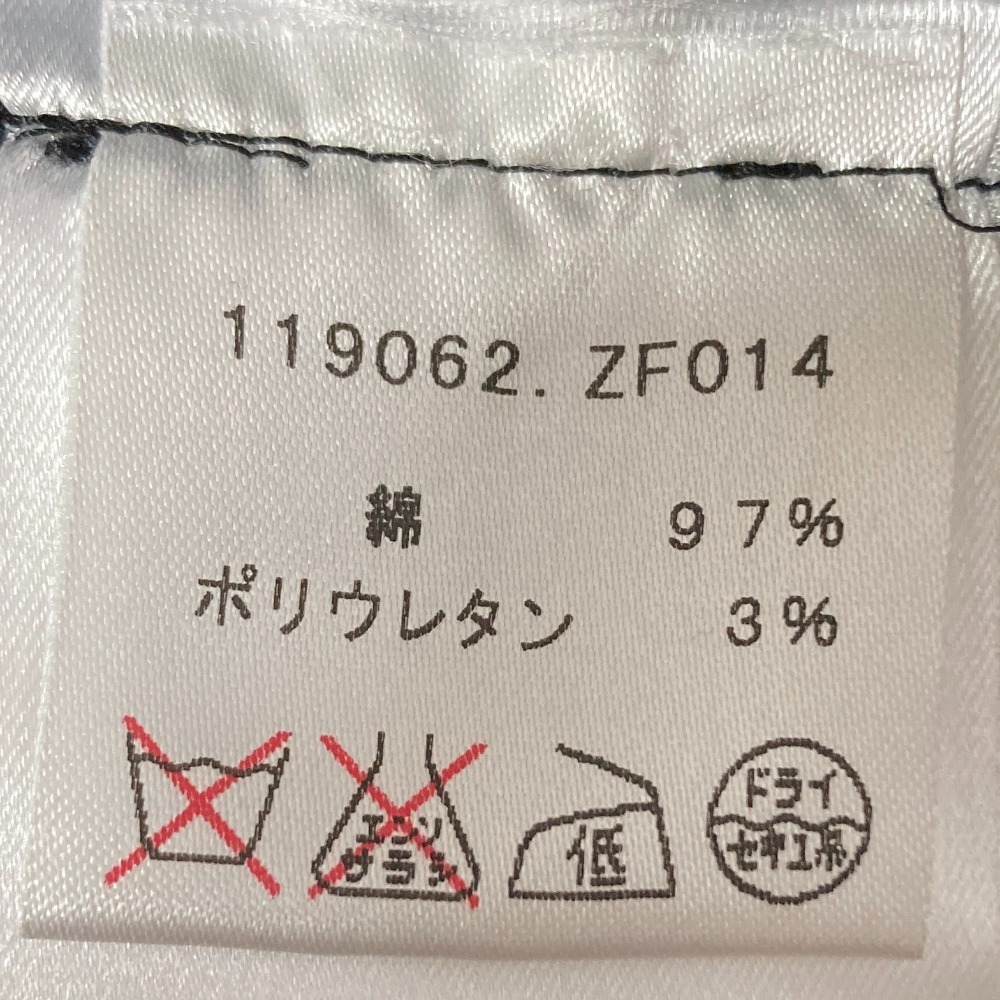 119062. ZF014
綿 97%
ポリウレタン 3%
エンソ
サラシ
低
ドライ
セキユ系